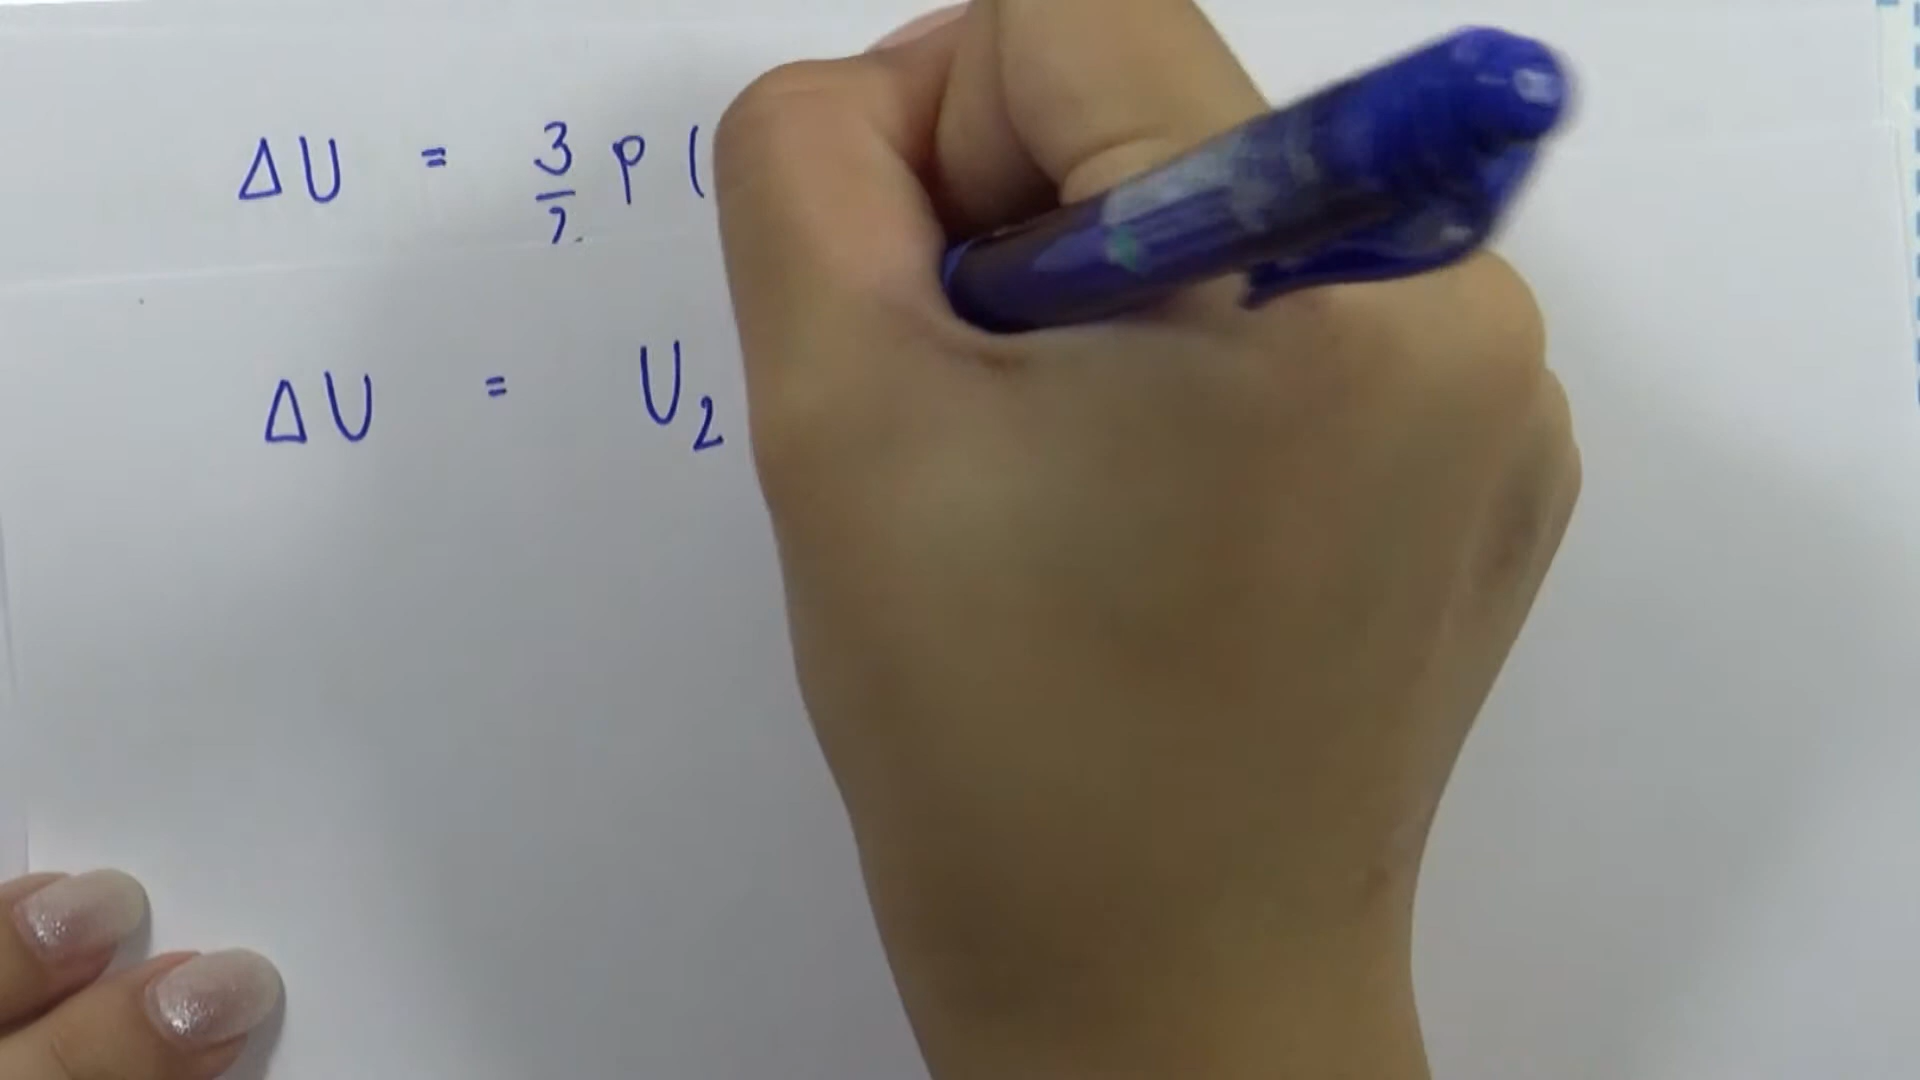 ΔU = 3/2 p (
ΔU = U₂